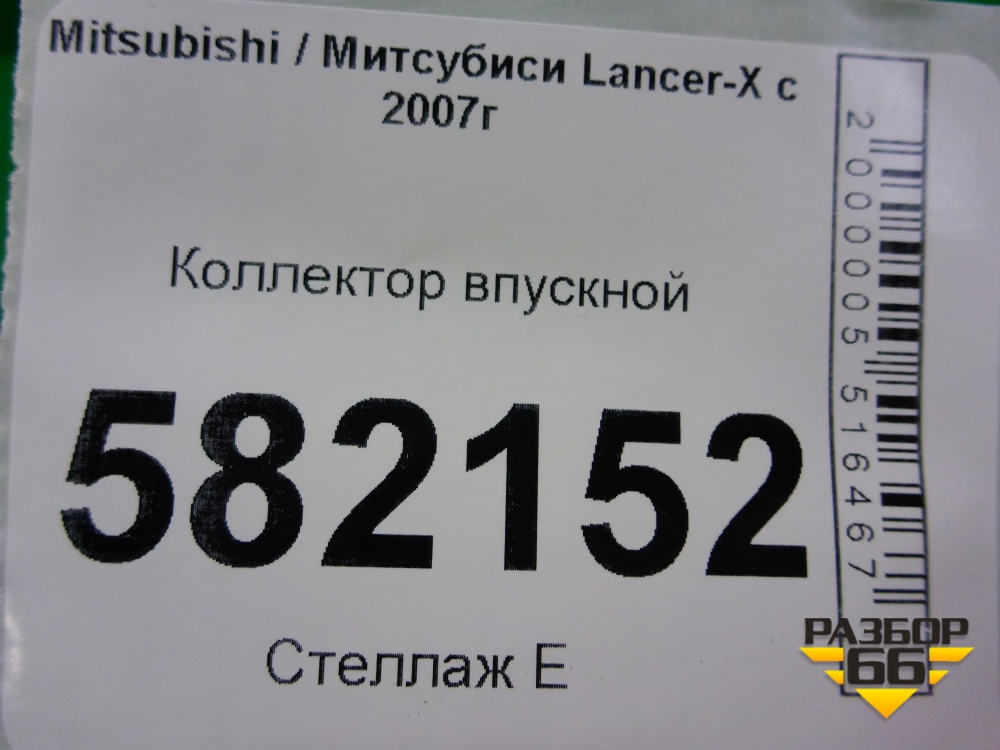 Mitsubishi / Митсубиси Lancer-X с
2007г
Коллектор впускной
582152
Стеллаж Е
2000005516467
РАЗБОР
66